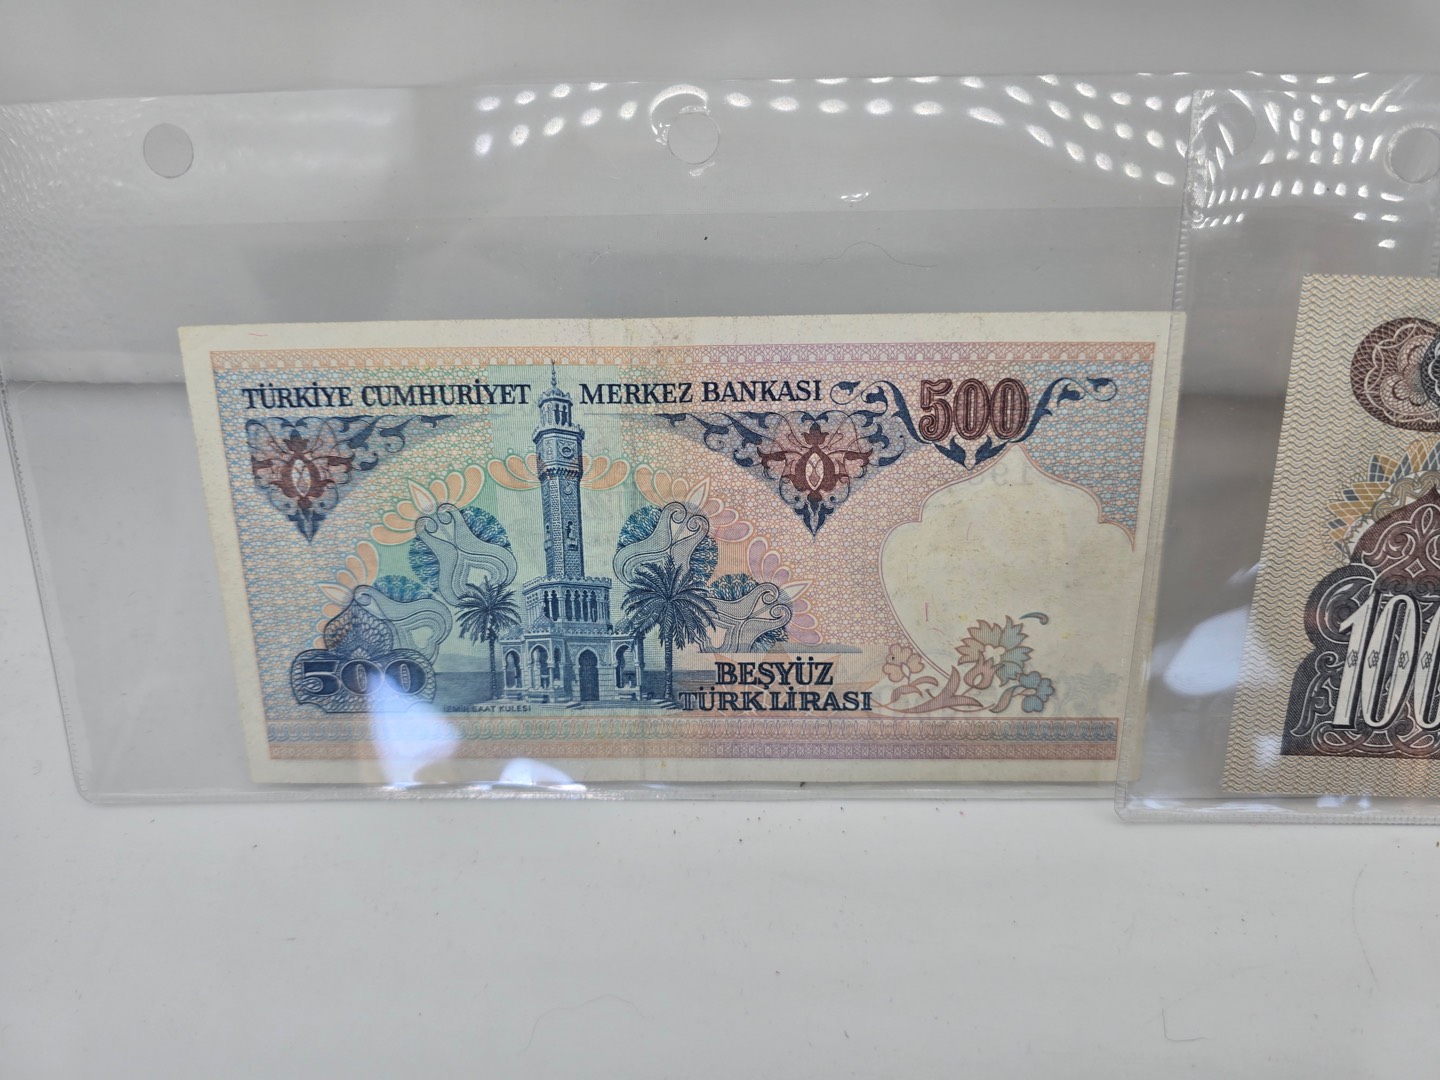 TÜRKİYE CUMHURİYET MERKEZ BANKASI
500
500
BEŞYÜZ
TÜRK LİRASI
İZMİR SAAT KULESİ